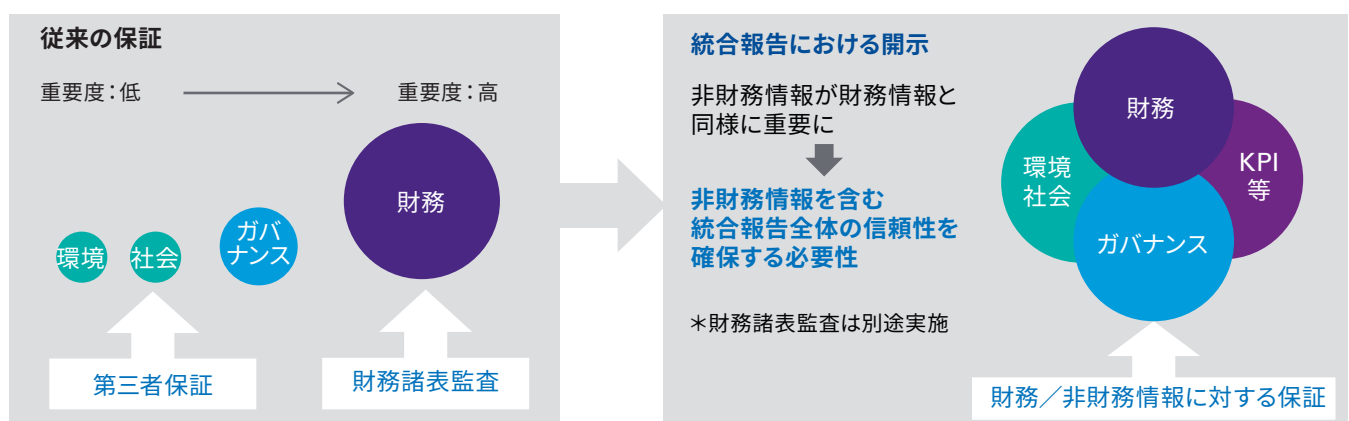 従来の保証
重要度：低
重要度：高
環境
社会
ガバ
ナンス
財務
第三者保証
財務諸表監査
統合報告における開示
非財務情報が財務情報と
同様に重要に
非財務情報を含む
統合報告全体の信頼性を
確保する必要性
＊財務諸表監査は別途実施
財務
環境
社会
KPI
等
ガバナンス
財務／非財務情報に対する保証